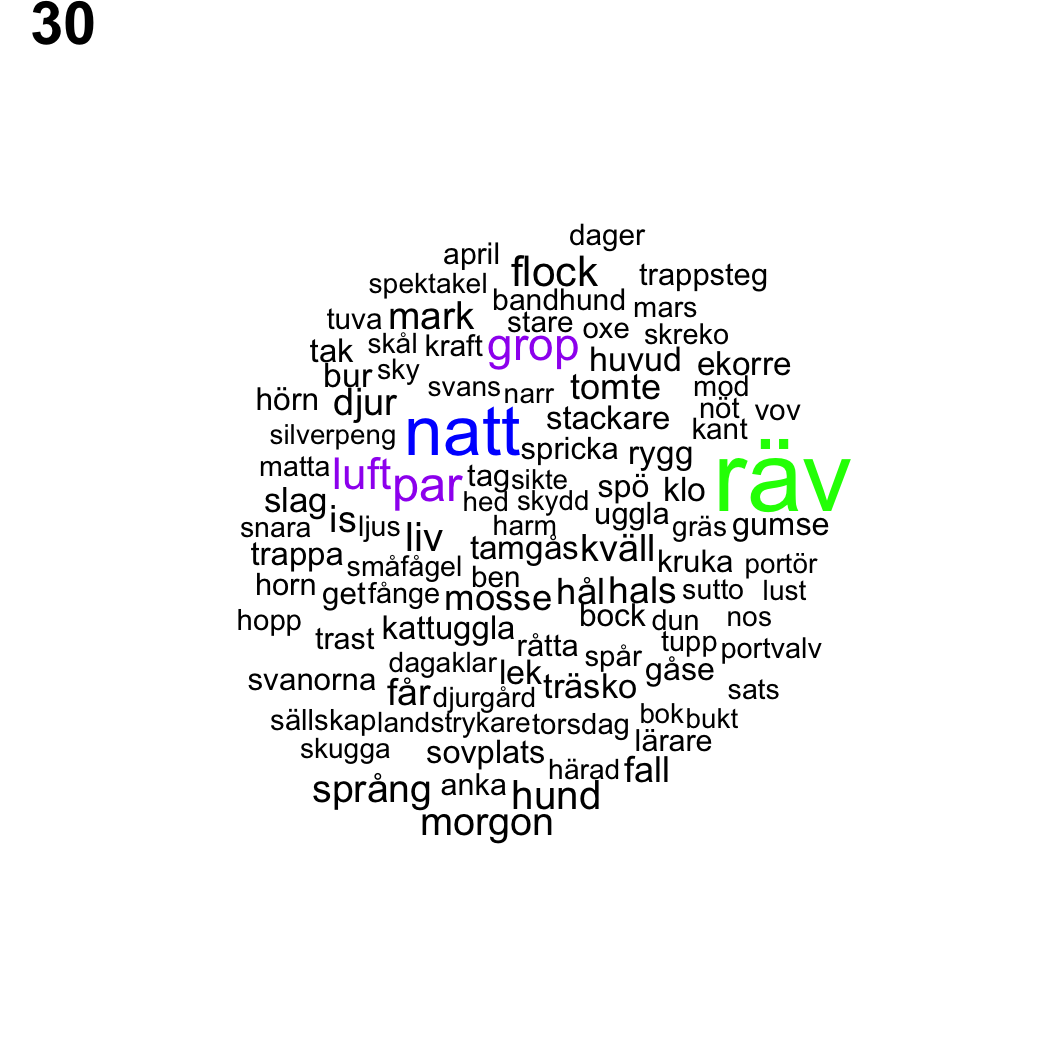 30
dager
april flock trappsteg
spektakel bandhund mars
tuva mark stare oxe skreko
tak skål kraft grop huvud ekorre
bur sky svans narr tomte mod
hörn djur natt stackare nöt vov
silverpeng spricka rygg kant räv
matta luft par tag sikte spö klo
slag is ljus hed skydd uggla gräs gumse
snara liv harm
trappa småfågel tamgås kväll kruka portör
horn get fånge ben mosse hål hals sutto lust
hopp trast kattuggla råtta bock dun nos
dagaklar lek spår tupp portvalv
svanorna får djurgård träsko gåse sats
sällskap landstrykare torsdag bok bukt
skugga sovplats härad lärare
språng anka hund fall
morgon